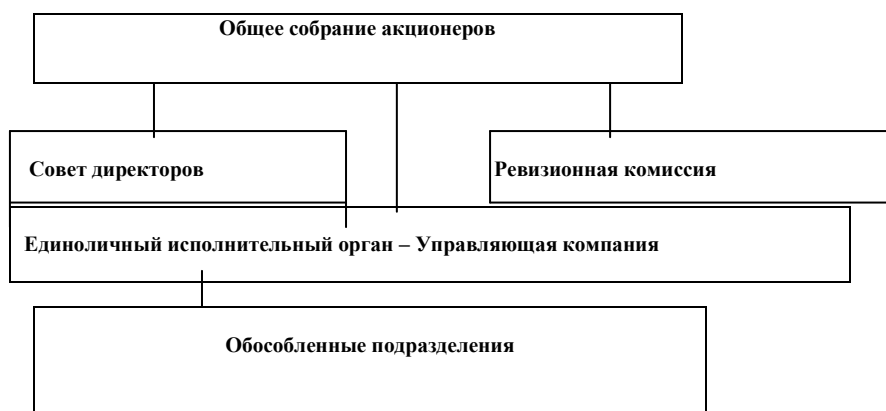 Общее собрание акционеров
Совет директоров
Ревизионная комиссия
Единоличный исполнительный орган – Управляющая компания
Обособленные подразделения